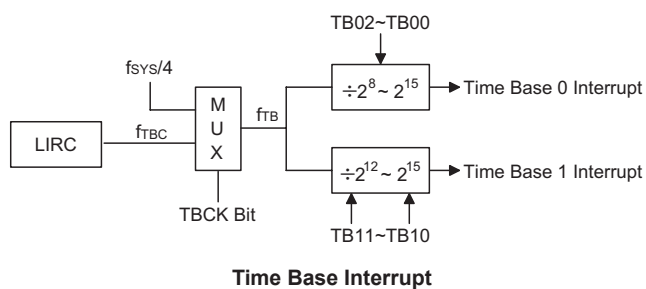 TB02~TB00
fSYS/4
÷2^8 ~ 2^15
Time Base 0 Interrupt
M
U
X
fTB
LIRC
fTBC
÷2^12 ~ 2^15
Time Base 1 Interrupt
TBCK Bit
TB11~TB10
Time Base Interrupt